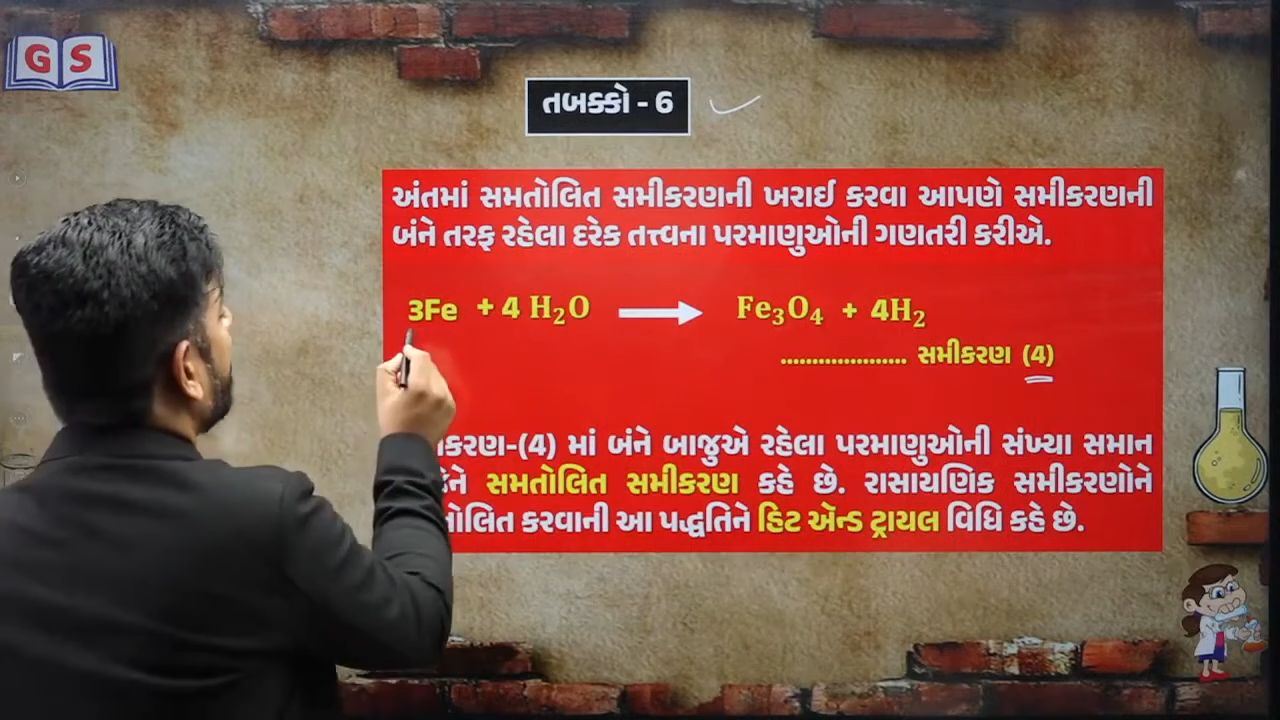 G S
તબક્કો - 6
અંતમાં સમતોલિત સમીકરણની ખરાઈ કરવા આપણે સમીકરણની
બંને તરફ રહેલા દરેક તત્ત્વના પરમાણુઓની ગણતરી કરીએ.
3Fe + 4 H₂O ⟶ Fe₃O₄ + 4H₂
.................... સમીકરણ (4)
કરણ-(4) માં બંને બાજુએ રહેલા પરમાણુઓની સંખ્યા સમાન
સમતોલિત સમીકરણ કહે છે. રાસાયણિક સમીકરણોને
કરવાની આ પદ્ધતિને હિટ ઍન્ડ ટ્રાયલ વિધિ કહે છે.